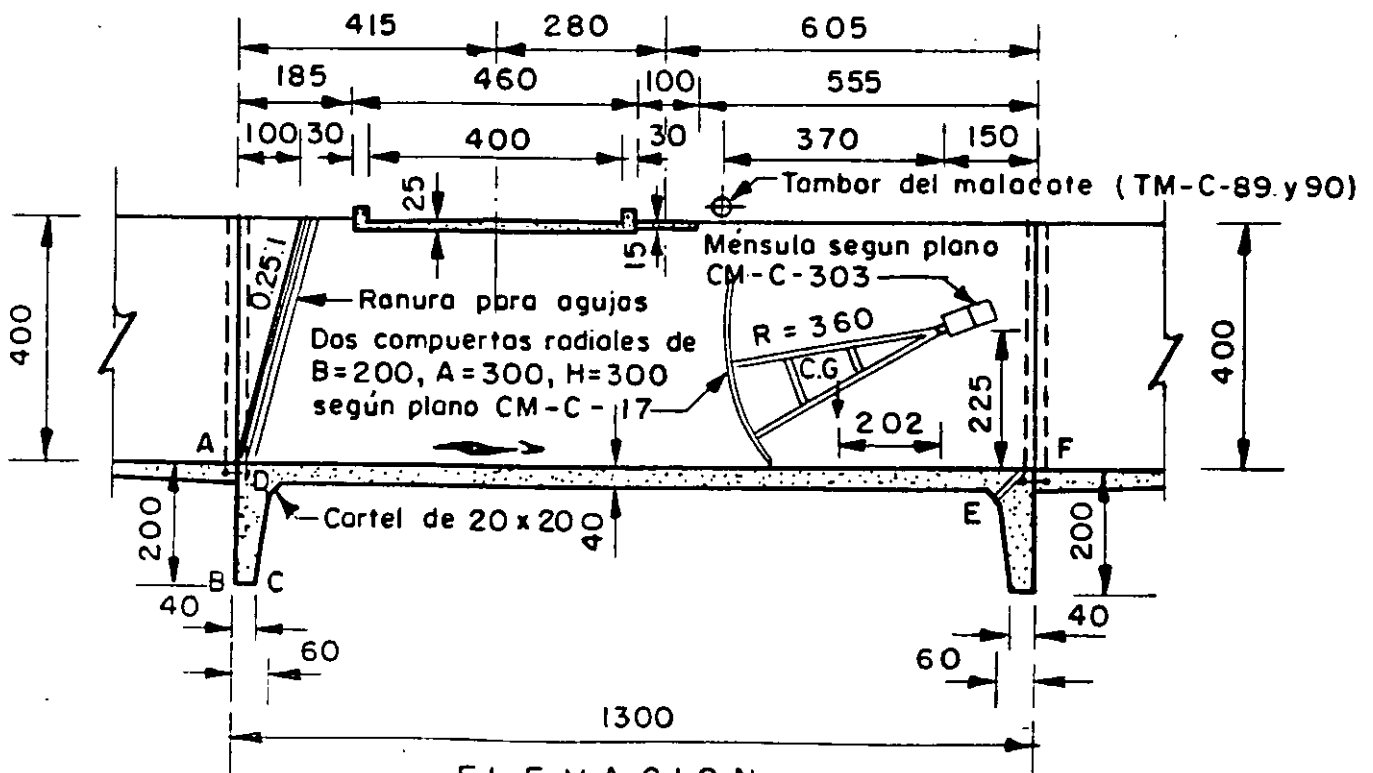 415 280 605
185 460 100 555
100 30 400 30 370 150
25
Tambor del malacate (TM-C-89.y 90)
0.25:1
15
Ménsula segun plano
CM-C-303
Ranura para agujas
Dos compuertas radiales de
B=200, A=300, H=300
según plano CM-C-17
R = 360
C.G
400
400
225
202
A
F
D
E
Cartel de 20 x 20
40
200
200
B C
40
40
60
60
1300
ELEVACION